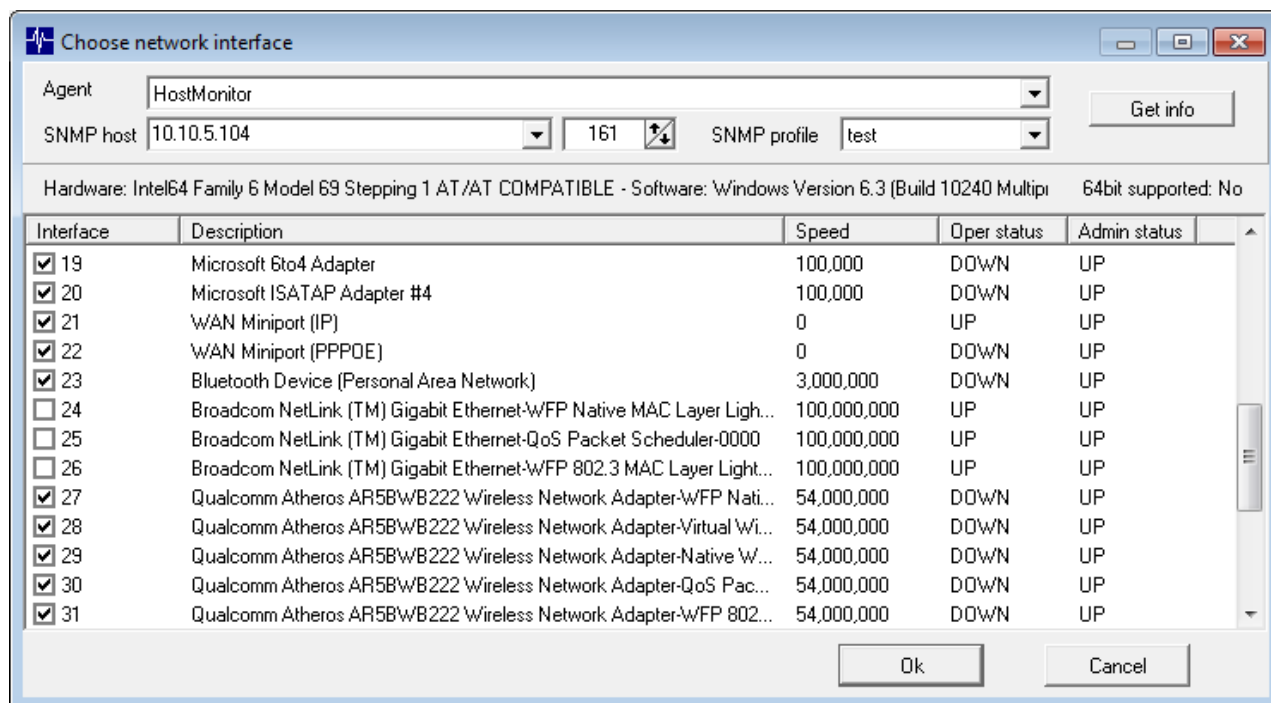 Choose network interface
Agent HostMonitor Get info
SNMP host 10.10.5.104 161 SNMP profile test
Hardware: Intel64 Family 6 Model 69 Stepping 1 AT/AT COMPATIBLE - Software: Windows Version 6.3 (Build 10240 64bit supported: No
Interface Description Speed Oper status Admin status
19 Microsoft 6to4 Adapter 100,000 DOWN UP
20 Microsoft ISATAP Adapter #4 100,000 DOWN UP
21 WAN Miniport (IP) 0 UP UP
22 WAN Miniport (PPPOE) 0 DOWN UP
23 Bluetooth Device (Personal Area Network) 3,000,000 DOWN UP
24 Broadcom NetLink (TM) Gigabit Ethernet-WFP Native MAC Layer Ligh... 100,000,000 UP UP
25 Broadcom NetLink (TM) Gigabit Ethernet-QoS Packet Scheduler-0000 100,000,000 UP UP
26 Broadcom NetLink (TM) Gigabit Ethernet-WFP 802.3 MAC Layer Light... 100,000,000 UP UP
27 Qualcomm Atheros AR5BWB222 Wireless Network Adapter-WFP Nati... 54,000,000 DOWN UP
28 Qualcomm Atheros AR5BWB222 Wireless Network Adapter-Virtual Wi... 54,000,000 DOWN UP
29 Qualcomm Atheros AR5BWB222 Wireless Network Adapter-Native W... 54,000,000 DOWN UP
30 Qualcomm Atheros AR5BWB222 Wireless Network Adapter-QoS Pac... 54,000,000 DOWN UP
31 Qualcomm Atheros AR5BWB222 Wireless Network Adapter-WFP 802... 54,000,000 DOWN UP
Ok Cancel